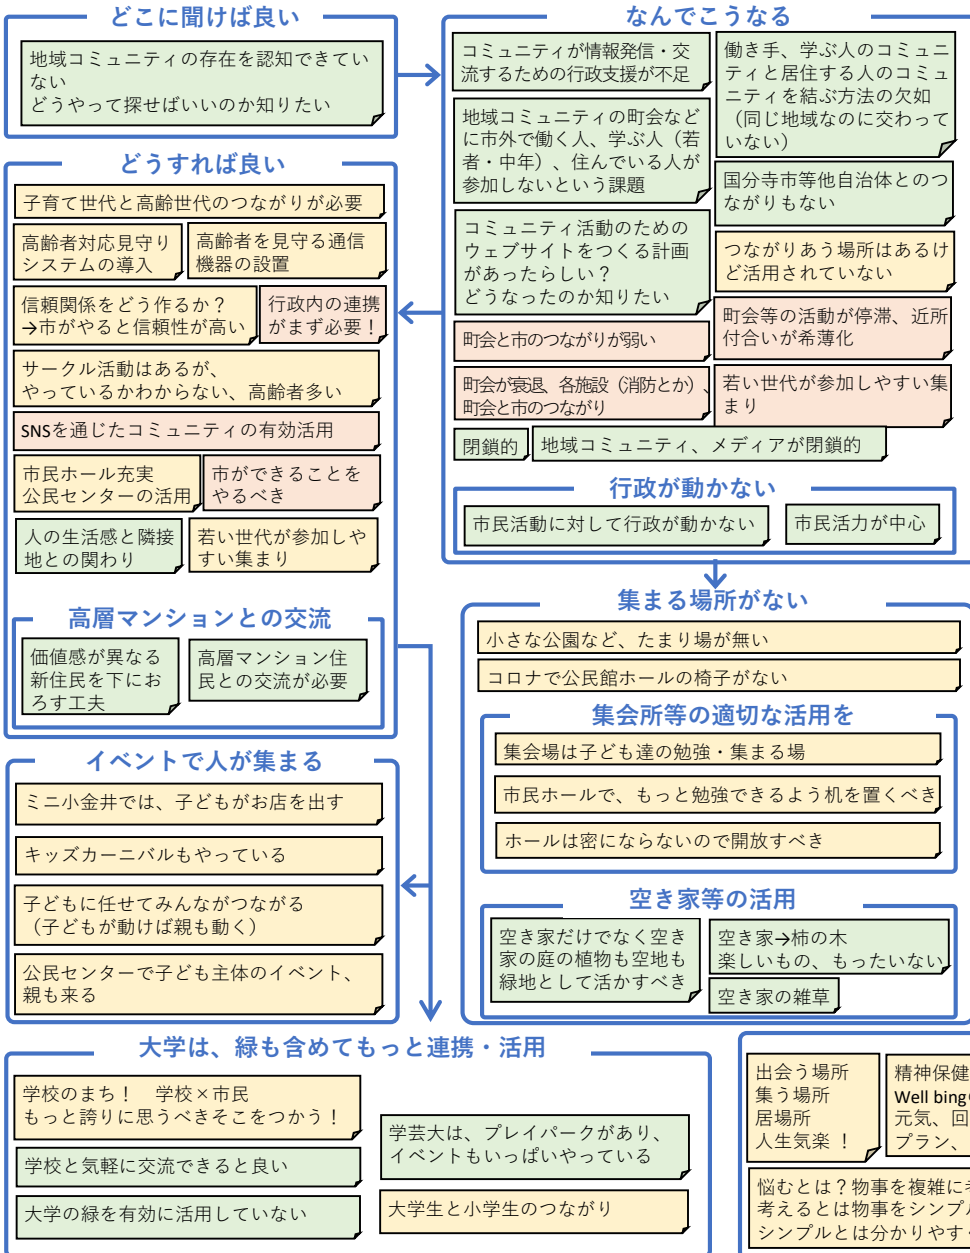 どこに聞けば良い
地域コミュニティの存在を認知できてい
ない
どうやって探せばいいのか知りたい
なんでこうなる
コミュニティが情報発信・交
流するための行政支援が不足
働き手、学ぶ人のコミュニ
ティと居住する人のコミュ
ニティを結ぶ方法の欠如
（同じ地域なのに交わって
いない）
地域コミュニティの町会など
に市外で働く人、学ぶ人（若
者・中年）、住んでいる人が
参加しないという課題
国分寺市等他自治体とのつ
ながりもない
コミュニティ活動のための
ウェブサイトをつくる計画
があったらしい？
どうなったのか知りたい
つながりあう場所はあるけ
ど活用されていない
町会と市のつながりが弱い
町会等の活動が停滞、近所
付合いが希薄化
町会が衰退、各施設（消防とか）、
町会と市のつながり
若い世代が参加しやすい集
まり
閉鎖的
地域コミュニティ、メディアが閉鎖的
行政が動かない
市民活動に対して行政が動かない
市民活力が中心
どうすれば良い
子育て世代と高齢世代のつながりが必要
高齢者対応見守り
システムの導入
高齢者を見守る通信
機器の設置
信頼関係をどう作るか？
→市がやると信頼性が高い
行政内の連携
がまず必要！
サークル活動はあるが、
やっているかわからない、高齢者多い
SNSを通じたコミュニティの有効活用
市民ホール充実
公民センターの活用
市ができることを
やるべき
人の生活感と隣接
地との関わり
若い世代が参加しや
すい集まり
高層マンションとの交流
価値感が異なる
新住民を下にお
ろす工夫
高層マンション住
民との交流が必要
集まる場所がない
小さな公園など、たまり場が無い
コロナで公民館ホールの椅子がない
集会所等の適切な活用を
集会場は子ども達の勉強・集まる場
市民ホールで、もっと勉強できるよう机を置くべき
ホールは密にならないので開放すべき
空き家等の活用
空き家だけでなく空き
家の庭の植物も空地も
緑地として活かすべき
空き家→柿の木
楽しいもの、もったいない
空き家の雑草
イベントで人が集まる
ミニ小金井では、子どもがお店を出す
キッズカーニバルもやっている
子どもに任せてみんながつながる
（子どもが動けば親も動く）
公民センターで子ども主体のイベント、
親も来る
大学は、緑も含めてもっと連携・活用
学校のまち！　学校×市民
もっと誇りに思うべきそこをつかう！
学校と気軽に交流できると良い
大学の緑を有効に活用していない
学芸大は、プレイパークがあり、
イベントもいっぱいやっている
大学生と小学生のつながり
出会う場所
集う場所
居場所
人生気楽 ！
精神保健
Well bing
元気、回
プラン、
悩むとは？物事を複雑に
考えるとは物事をシンプル
シンプルとは分かりやす